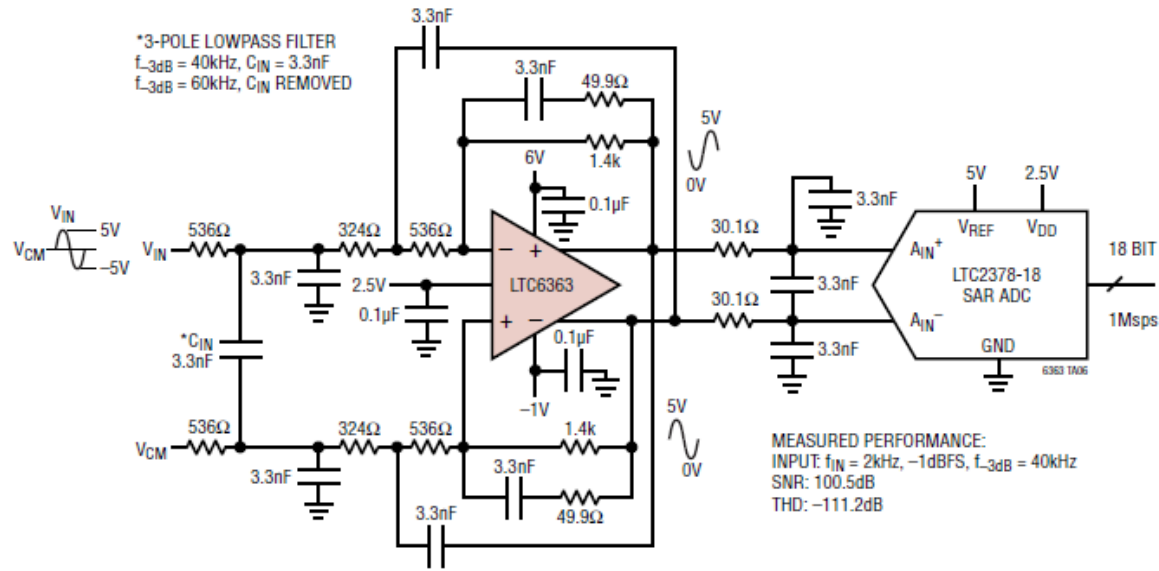 *3-POLE LOWPASS FILTER
f–3dB = 40kHz, CIN = 3.3nF
f–3dB = 60kHz, CIN REMOVED
3.3nF
3.3nF
49.9Ω
1.4k
5V
0V
6V
0.1µF
VIN
5V
VCM
–5V
VIN
536Ω
324Ω
536Ω
3.3nF
2.5V
0.1µF
–
+
LTC6363
+
–
0.1µF
–1V
30.1Ω
30.1Ω
3.3nF
3.3nF
3.3nF
5V
2.5V
VREF
VDD
AIN+
LTC2378-18
SAR ADC
AIN–
GND
6363 TA06
18 BIT
1Msps
*CIN
3.3nF
VCM
536Ω
324Ω
536Ω
3.3nF
1.4k
3.3nF
49.9Ω
3.3nF
5V
0V
MEASURED PERFORMANCE:
INPUT: fIN = 2kHz, –1dBFS, f–3dB = 40kHz
SNR: 100.5dB
THD: –111.2dB